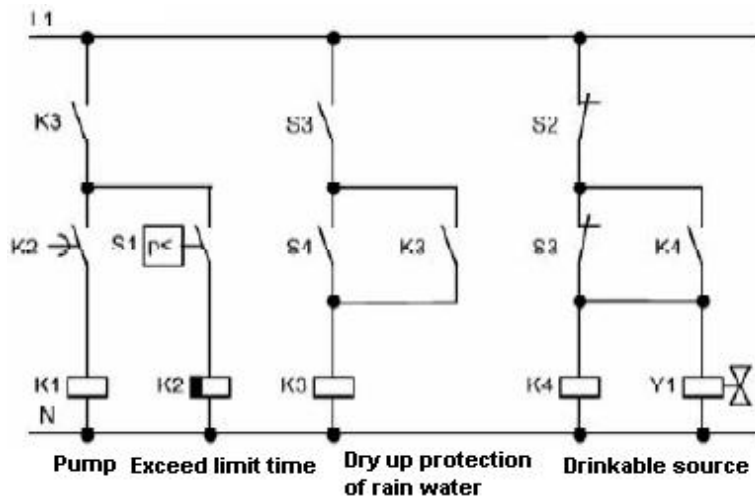 L1
K3
S3
S2
K2
S1
p<
S4
K3
S3
K4
K1
K2
K3
K4
Y1
N
Pump
Exceed limit time
Dry up protection
of rain water
Drinkable source